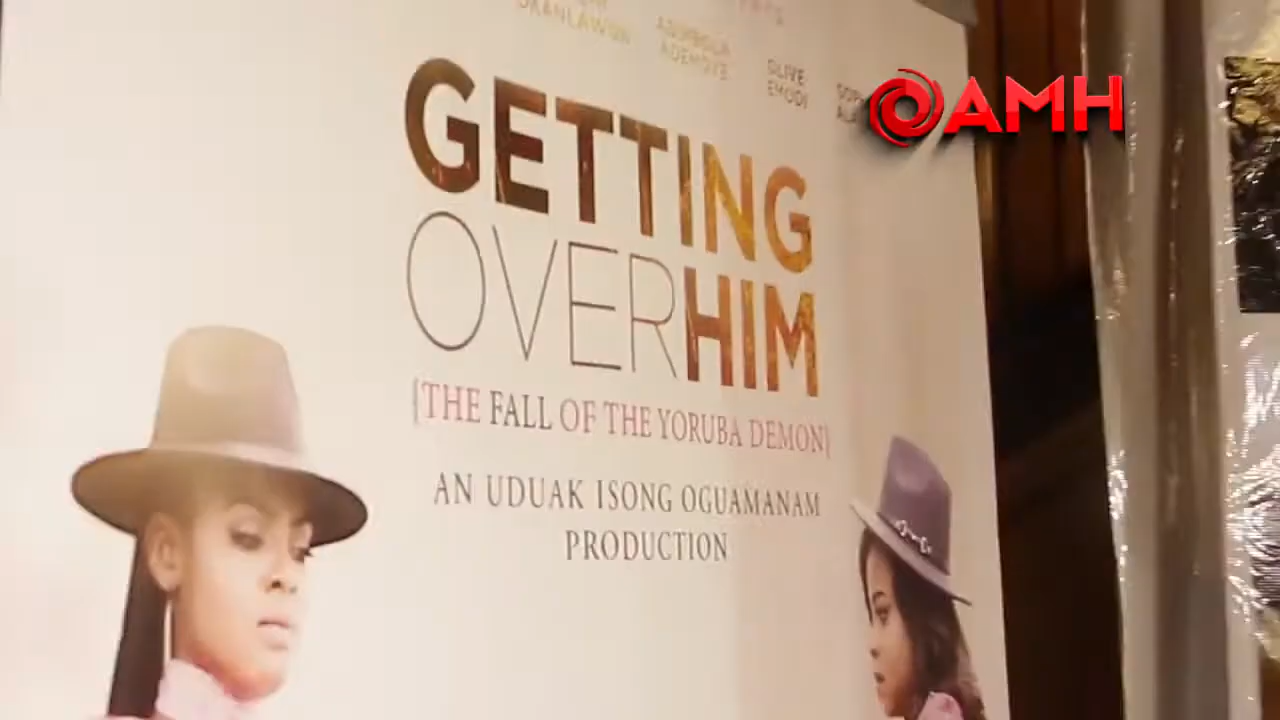 OLIVE
EMODI
AMH
GETTING
OVERHIM
[THE FALL OF THE YORUBA DEMON]
AN UDUAK ISONG OGUAMANAM
PRODUCTION